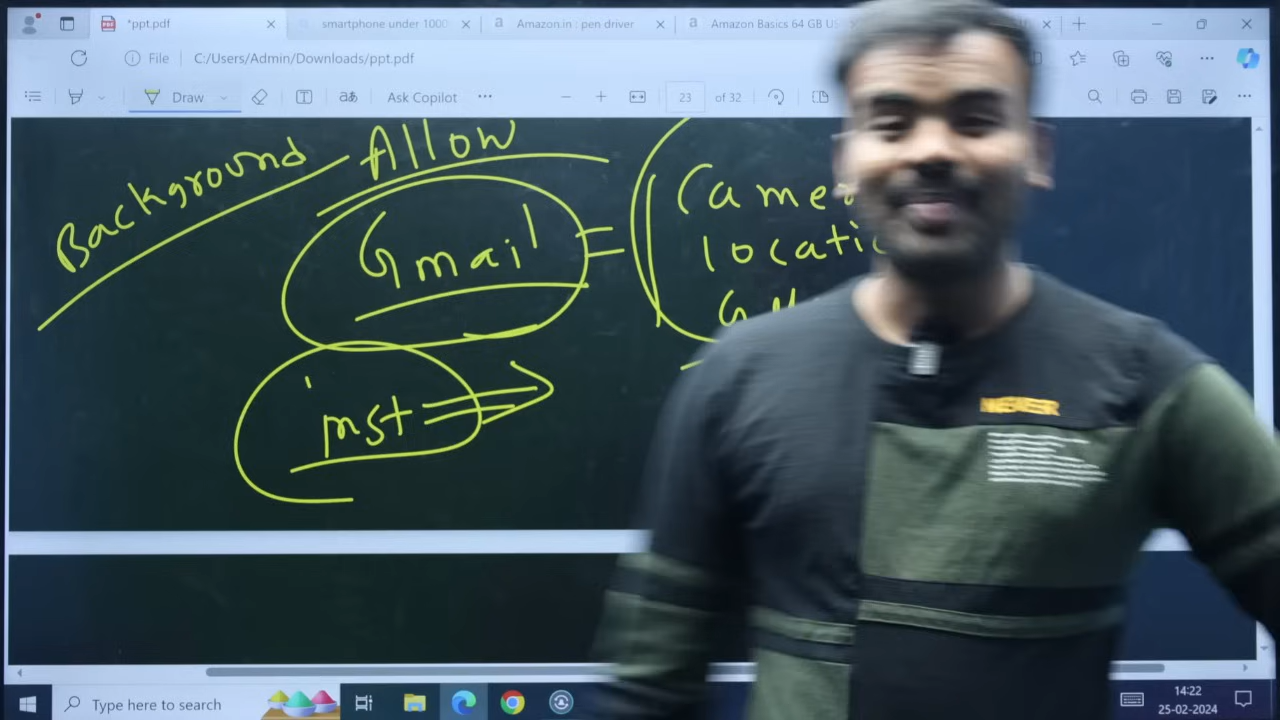 *ppt.pdf
smartphone under 1000
Amazon.in : pen driver
Amazon Basics 64 GB US
File C:/Users/Admin/Downloads/ppt.pdf
Draw Ask Copilot 23 of 32
Background Allow
Gmail = Came
locati
inst
NEVER
Type here to search
14:22
25-02-2024